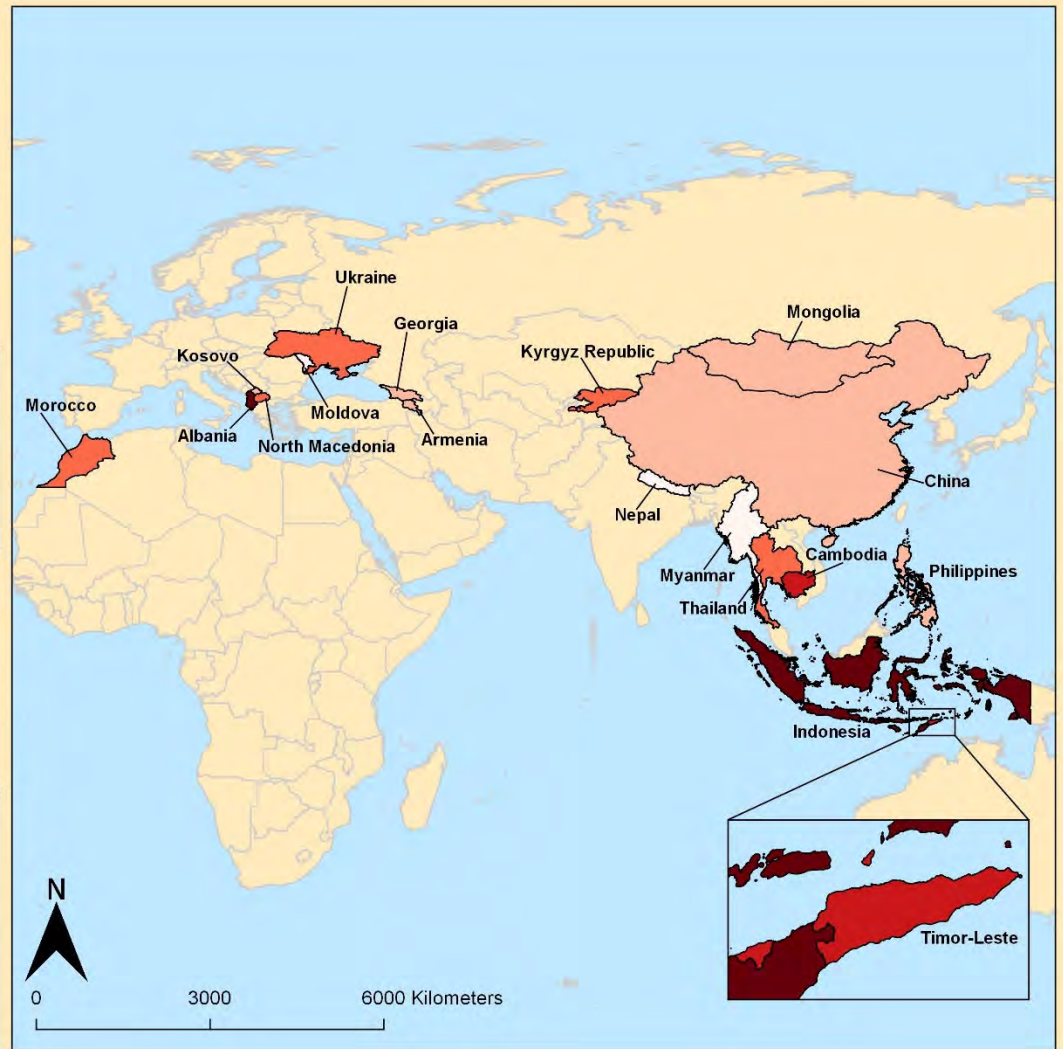 Ukraine
Georgia
Mongolia
Kosovo
Kyrgyz Republic
Morocco
Moldova
Albania
North Macedonia
Armenia
China
Nepal
Cambodia
Myanmar
Philippines
Thailand
Indonesia
N
Timor-Leste
0 3000 6000 Kilometers